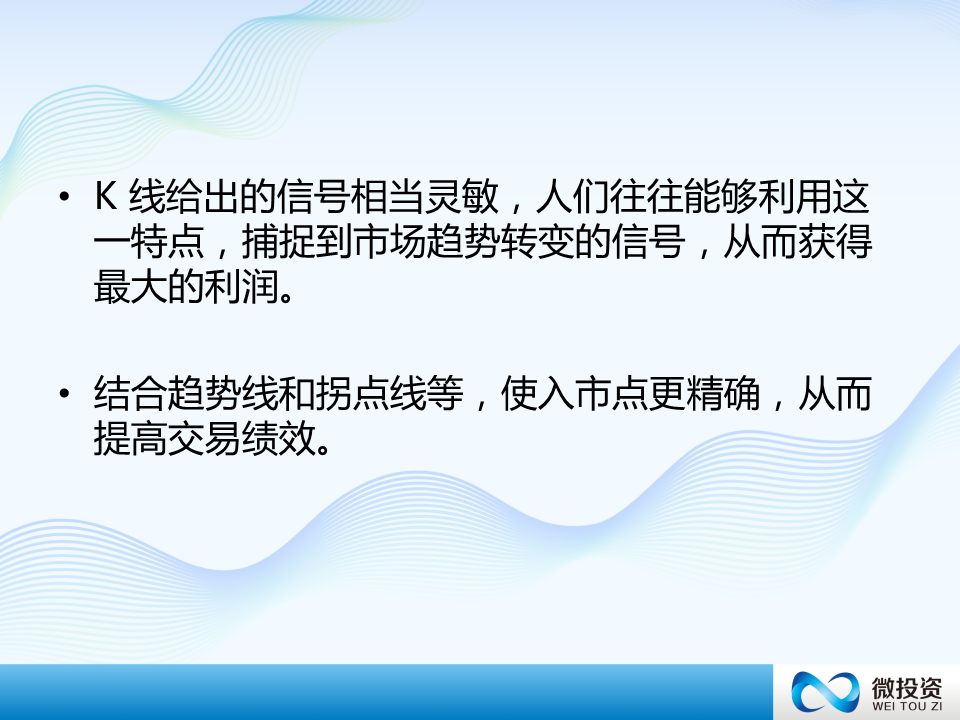 • K 线给出的信号相当灵敏，人们往往能够利用这
一特点，捕捉到市场趋势转变的信号，从而获得
最大的利润。
• 结合趋势线和拐点线等，使入市点更精确，从而
提高交易绩效。
微投资
WEI TOU ZI